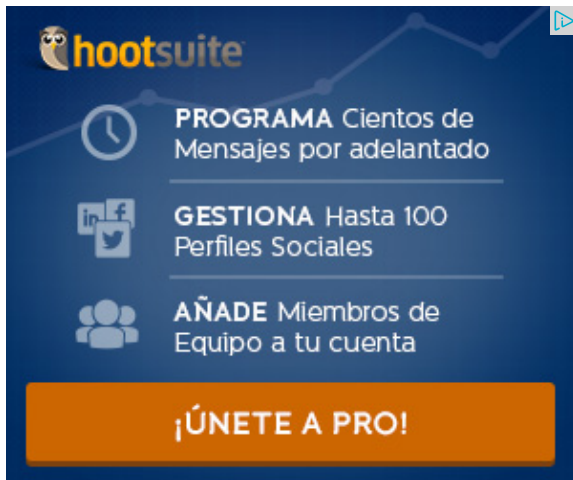 hootsuite
PROGRAMA Cientos de
Mensajes por adelantado
in f
GESTIONA Hasta 100
Perfiles Sociales
AÑADE Miembros de
Equipo a tu cuenta
¡ÚNETE A PRO!